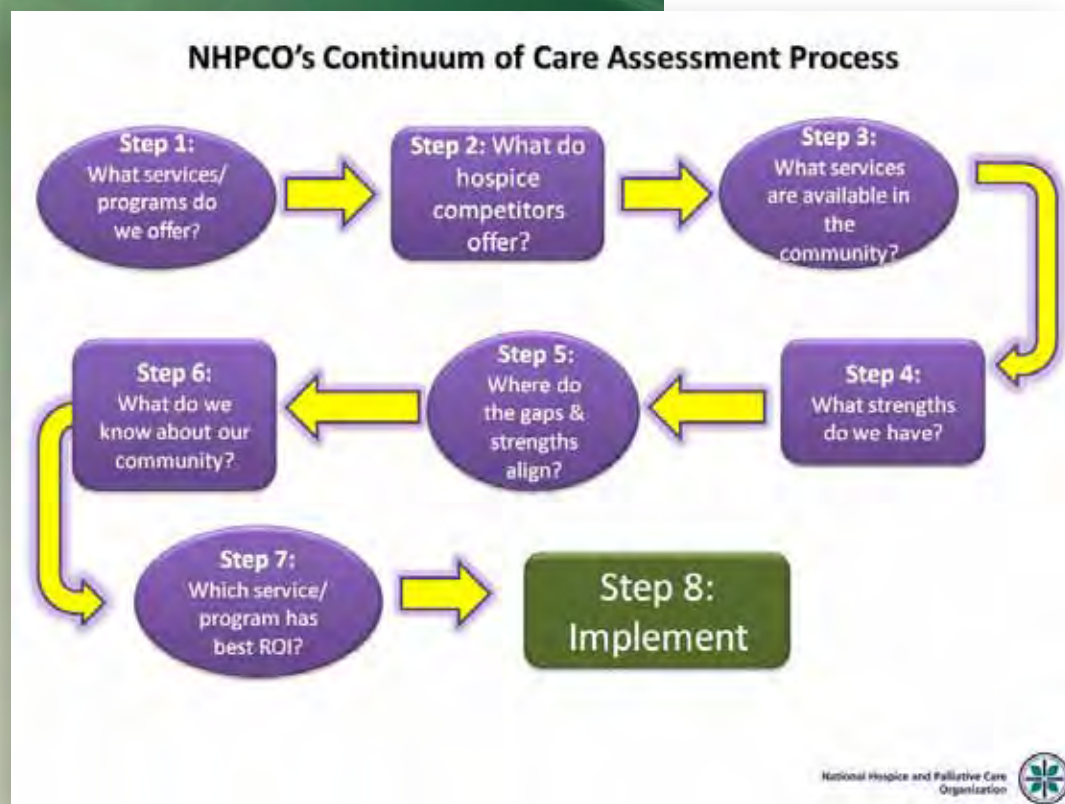 NHPCO's Continuum of Care Assessment Process
Step 1:
What services/
programs do
we offer?
Step 2: What do
hospice
competitors
offer?
Step 3:
What services
are available in
the
community?
Step 4:
What strengths
do we have?
Step 5:
Where do
the gaps &
strengths
align?
Step 6:
What do we
know about our
community?
Step 7:
Which service/
program has
best ROI?
Step 8:
Implement
National Hospice and Palliative Care
Organization